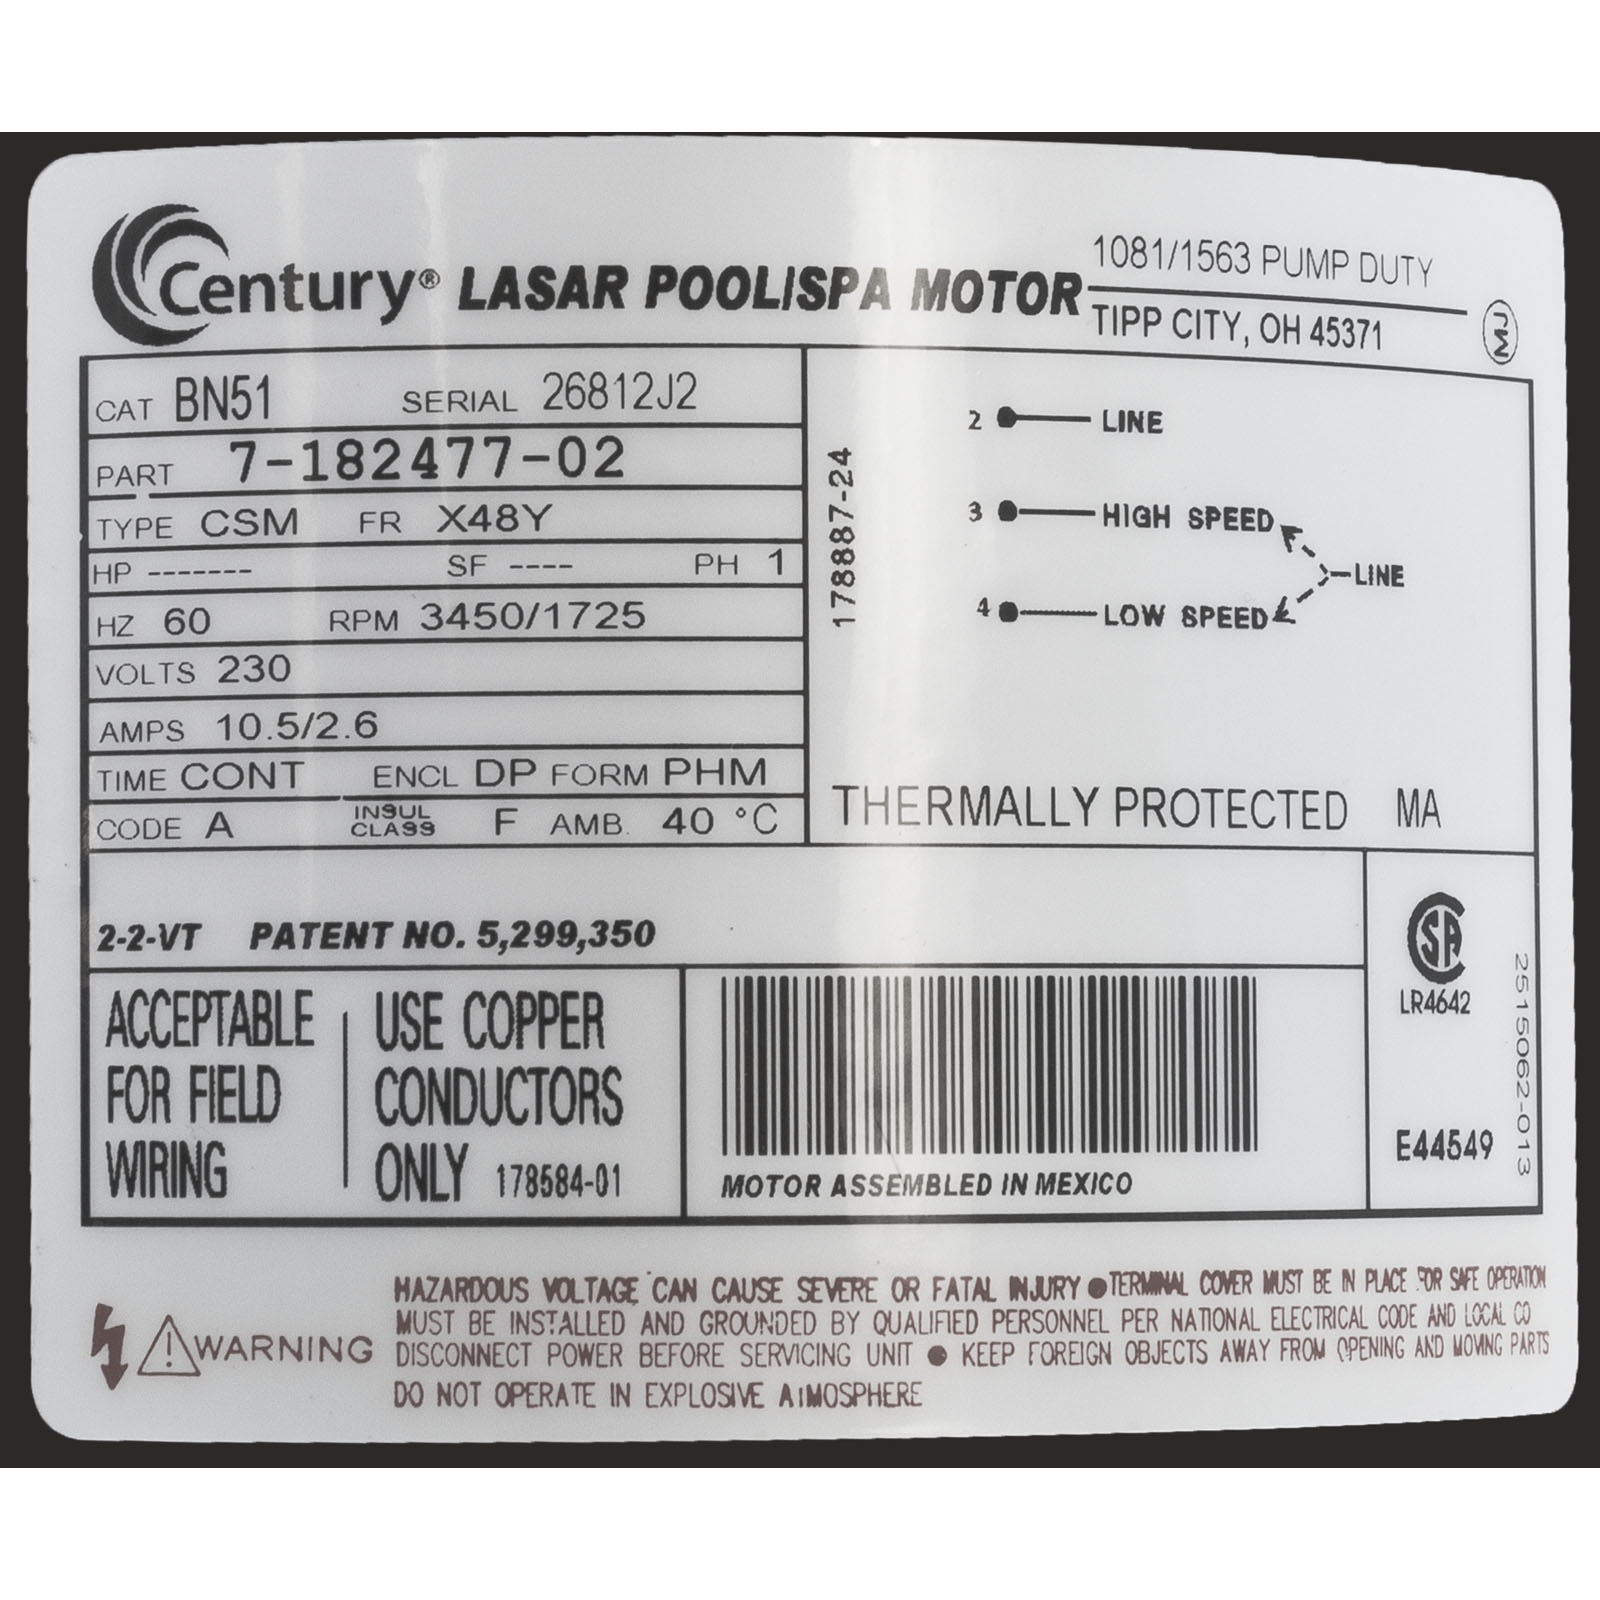 Century® LASAR POOL/SPA MOTOR
1081/1563 PUMP DUTY
TIPP CITY, OH 45371
CAT BN51 SERIAL 26812J2
PART 7-182477-02
TYPE CSM FR X48Y
HP ------- SF ---- PH 1
HZ 60 RPM 3450/1725
VOLTS 230
AMPS 10.5/2.6
TIME CONT ENCL DP FORM PHM
CODE A INSUL CLASS F AMB. 40 °C
178887-24
2 LINE
3 HIGH SPEED
LINE
4 LOW SPEED
THERMALLY PROTECTED MA
2-2-VT PATENT NO. 5,299,350
ACCEPTABLE
FOR FIELD
WIRING
USE COPPER
CONDUCTORS
ONLY 178584-01
MOTOR ASSEMBLED IN MEXICO
SA
LR4642
E44549
2515062-013
WARNING
HAZARDOUS VOLTAGE CAN CAUSE SEVERE OR FATAL INJURY ● TERMINAL COVER MUST BE IN PLACE FOR SAFE OPERATION
MUST BE INSTALLED AND GROUNDED BY QUALIFIED PERSONNEL PER NATIONAL ELECTRICAL CODE AND LOCAL CO
DISCONNECT POWER BEFORE SERVICING UNIT ● KEEP FOREIGN OBJECTS AWAY FROM OPENING AND MOVING PARTS
DO NOT OPERATE IN EXPLOSIVE ATMOSPHERE